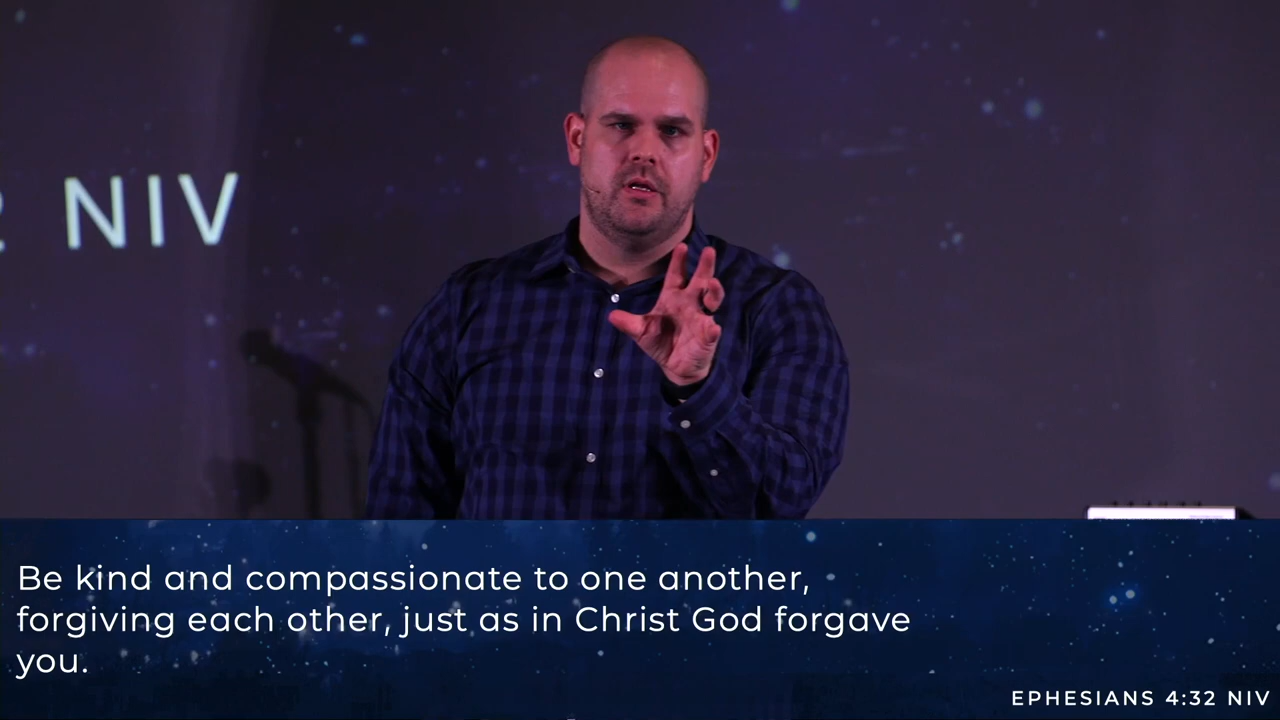 2 NIV
Be kind and compassionate to one another,
forgiving each other, just as in Christ God forgave
you.
EPHESIANS 4:32 NIV